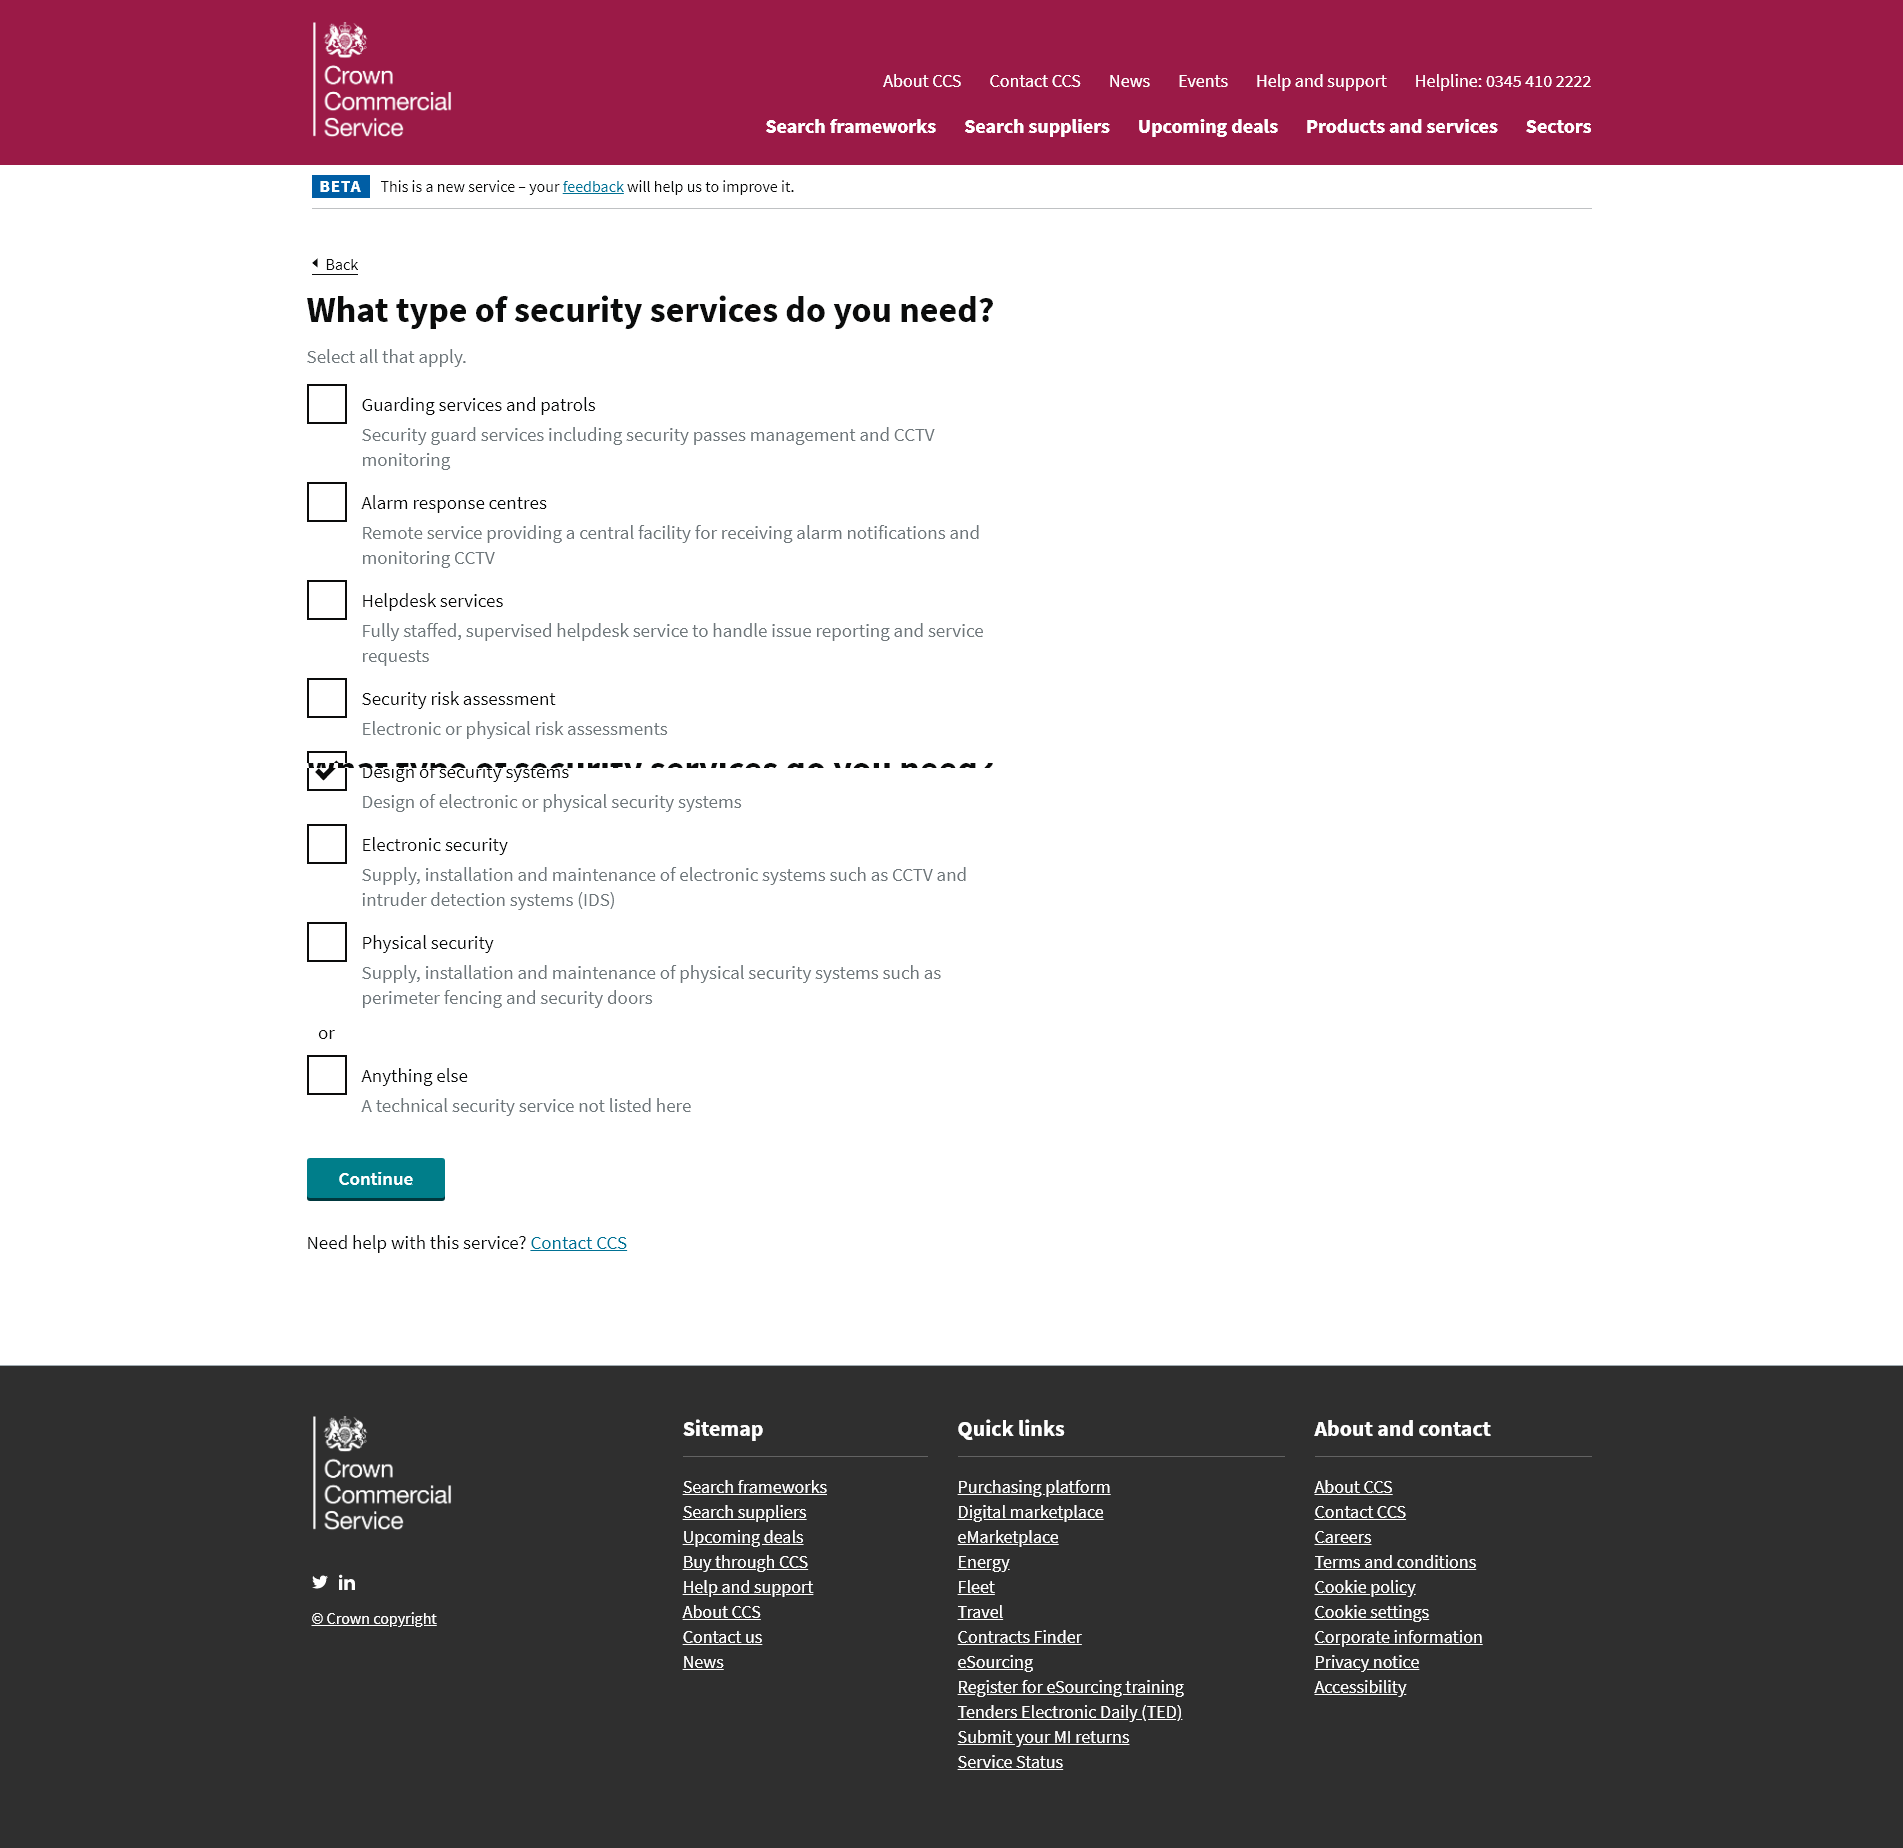 Crown
Commercial
Service
About CCS Contact CCS News Events Help and support Helpline: 0345 410 2222
Search frameworks Search suppliers Upcoming deals Products and services Sectors
BETA This is a new service – your feedback will help us to improve it.
Back
What type of security services do you need?
Select all that apply.
Guarding services and patrols
Security guard services including security passes management and CCTV
monitoring
Alarm response centres
Remote service providing a central facility for receiving alarm notifications and
monitoring CCTV
Helpdesk services
Fully staffed, supervised helpdesk service to handle issue reporting and service
requests
Security risk assessment
Electronic or physical risk assessments
What type of security services do you need?
Design of security systems
Design of electronic or physical security systems
Electronic security
Supply, installation and maintenance of electronic systems such as CCTV and
intruder detection systems (IDS)
Physical security
Supply, installation and maintenance of physical security systems such as
perimeter fencing and security doors
or
Anything else
A technical security service not listed here
Continue
Need help with this service? Contact CCS
Crown
Commercial
Service
© Crown copyright
Sitemap
Search frameworks
Search suppliers
Upcoming deals
Buy through CCS
Help and support
About CCS
Contact us
News
Quick links
Purchasing platform
Digital marketplace
eMarketplace
Energy
Fleet
Travel
Contracts Finder
eSourcing
Register for eSourcing training
Tenders Electronic Daily (TED)
Submit your MI returns
Service Status
About and contact
About CCS
Contact CCS
Careers
Terms and conditions
Cookie policy
Cookie settings
Corporate information
Privacy notice
Accessibility